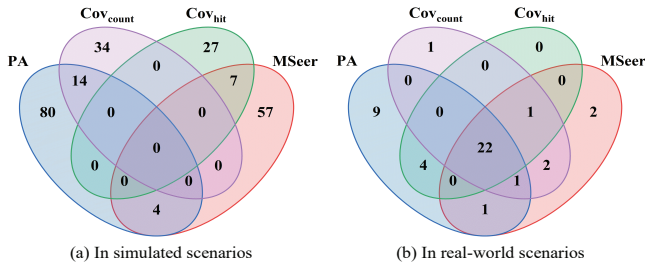 Cov_count Cov_hit
PA MSeer
34 27
0
14 7
80 0 0 57
0
0 0
0 0
4
(a) In simulated scenarios
Cov_count Cov_hit
PA MSeer
1 0
0
0 0
9 0 1 2
22
4 2
0 1
1
(b) In real-world scenarios